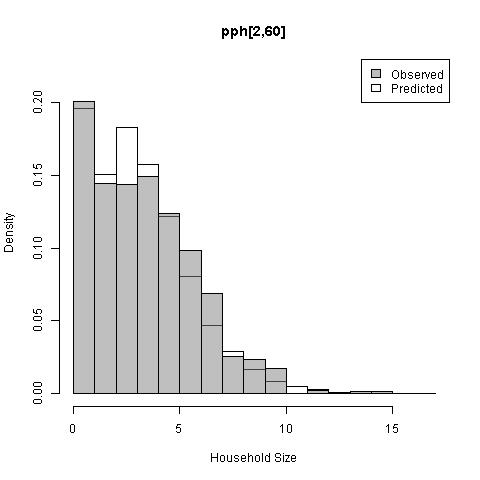 pph[2,60]
Observed
Predicted
0.20
0.15
0.10
0.05
0.00
Density
0 5 10 15
Household Size